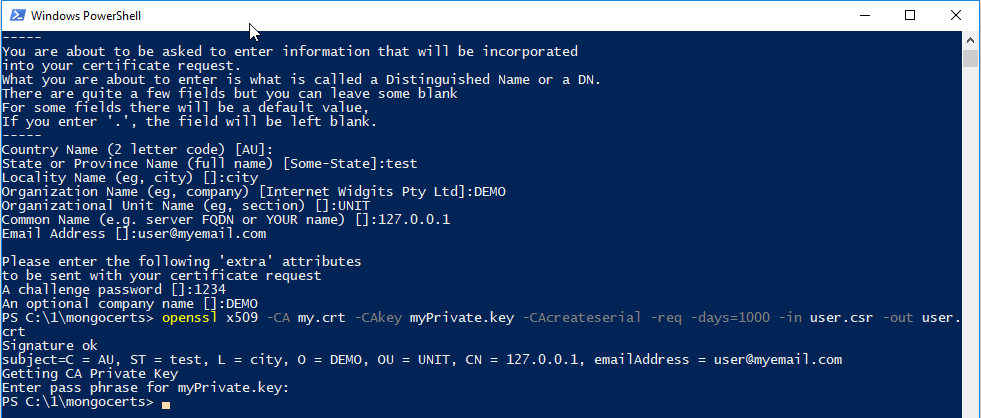 Windows PowerShell
-----
You are about to be asked to enter information that will be incorporated
into your certificate request.
What you are about to enter is what is called a Distinguished Name or a DN.
There are quite a few fields but you can leave some blank
For some fields there will be a default value,
If you enter '.', the field will be left blank.
-----
Country Name (2 letter code) [AU]:
State or Province Name (full name) [Some-State]:test
Locality Name (eg, city) []:city
Organization Name (eg, company) [Internet Widgits Pty Ltd]:DEMO
Organizational Unit Name (eg, section) []:UNIT
Common Name (e.g. server FQDN or YOUR name) []:127.0.0.1
Email Address []:user@myemail.com
Please enter the following 'extra' attributes
to be sent with your certificate request
A challenge password []:1234
An optional company name []:DEMO
PS C:\1\mongocerts> openssl x509 -CA my.crt -CAkey myPrivate.key -CAcreateserial -req -days=1000 -in user.csr -out user.
crt
Signature ok
subject=C = AU, ST = test, L = city, O = DEMO, OU = UNIT, CN = 127.0.0.1, emailAddress = user@myemail.com
Getting CA Private Key
Enter pass phrase for myPrivate.key:
PS C:\1\mongocerts>